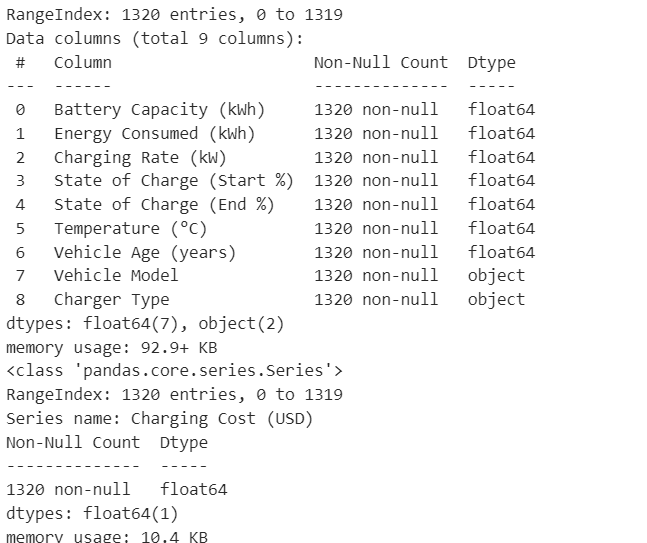 RangeIndex: 1320 entries, 0 to 1319
Data columns (total 9 columns):
 #   Column                     Non-Null Count  Dtype
---  ------                     --------------  -----
 0   Battery Capacity (kWh)     1320 non-null   float64
 1   Energy Consumed (kWh)      1320 non-null   float64
 2   Charging Rate (kW)         1320 non-null   float64
 3   State of Charge (Start %)  1320 non-null   float64
 4   State of Charge (End %)    1320 non-null   float64
 5   Temperature (°C)           1320 non-null   float64
 6   Vehicle Age (years)        1320 non-null   float64
 7   Vehicle Model              1320 non-null   object
 8   Charger Type               1320 non-null   object
dtypes: float64(7), object(2)
memory usage: 92.9+ KB
<class 'pandas.core.series.Series'>
RangeIndex: 1320 entries, 0 to 1319
Series name: Charging Cost (USD)
Non-Null Count  Dtype
--------------  -----
1320 non-null   float64
dtypes: float64(1)
memory usage: 10.4 KB